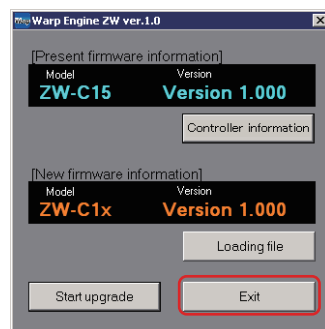 Warp Engine ZW ver.1.0
[Present firmware information]
Model Version
ZW-C15 Version 1.000
Controller information
[New firmware information]
Model Version
ZW-C1x Version 1.000
Loading file
Start upgrade Exit